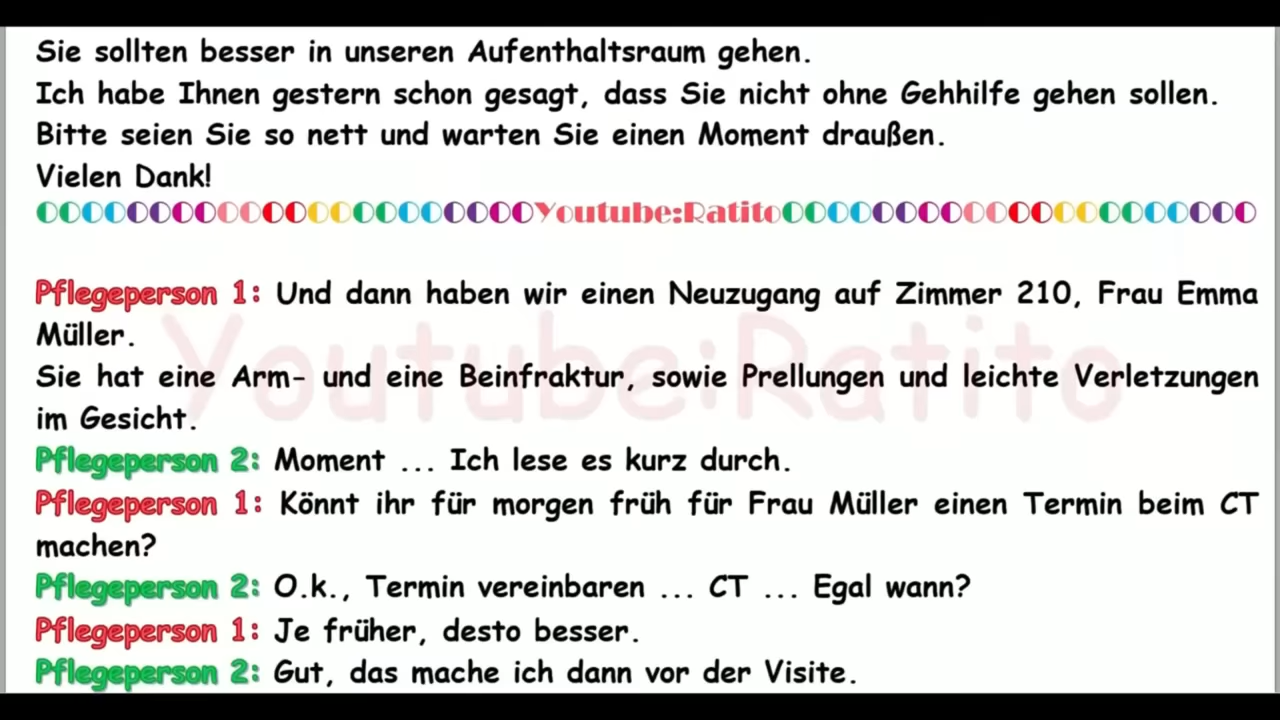 Sie sollten besser in unseren Aufenthaltsraum gehen.
Ich habe Ihnen gestern schon gesagt, dass Sie nicht ohne Gehhilfe gehen sollen.
Bitte seien Sie so nett und warten Sie einen Moment draußen.
Vielen Dank!
Youtube:Ratito
Pflegeperson 1: Und dann haben wir einen Neuzugang auf Zimmer 210, Frau Emma
Müller.
Youtube:Ratito
Sie hat eine Arm- und eine Beinfraktur, sowie Prellungen und leichte Verletzungen
im Gesicht.
Pflegeperson 2: Moment ... Ich lese es kurz durch.
Pflegeperson 1: Könnt ihr für morgen früh für Frau Müller einen Termin beim CT
machen?
Pflegeperson 2: O.k., Termin vereinbaren ... CT ... Egal wann?
Pflegeperson 1: Je früher, desto besser.
Pflegeperson 2: Gut, das mache ich dann vor der Visite.